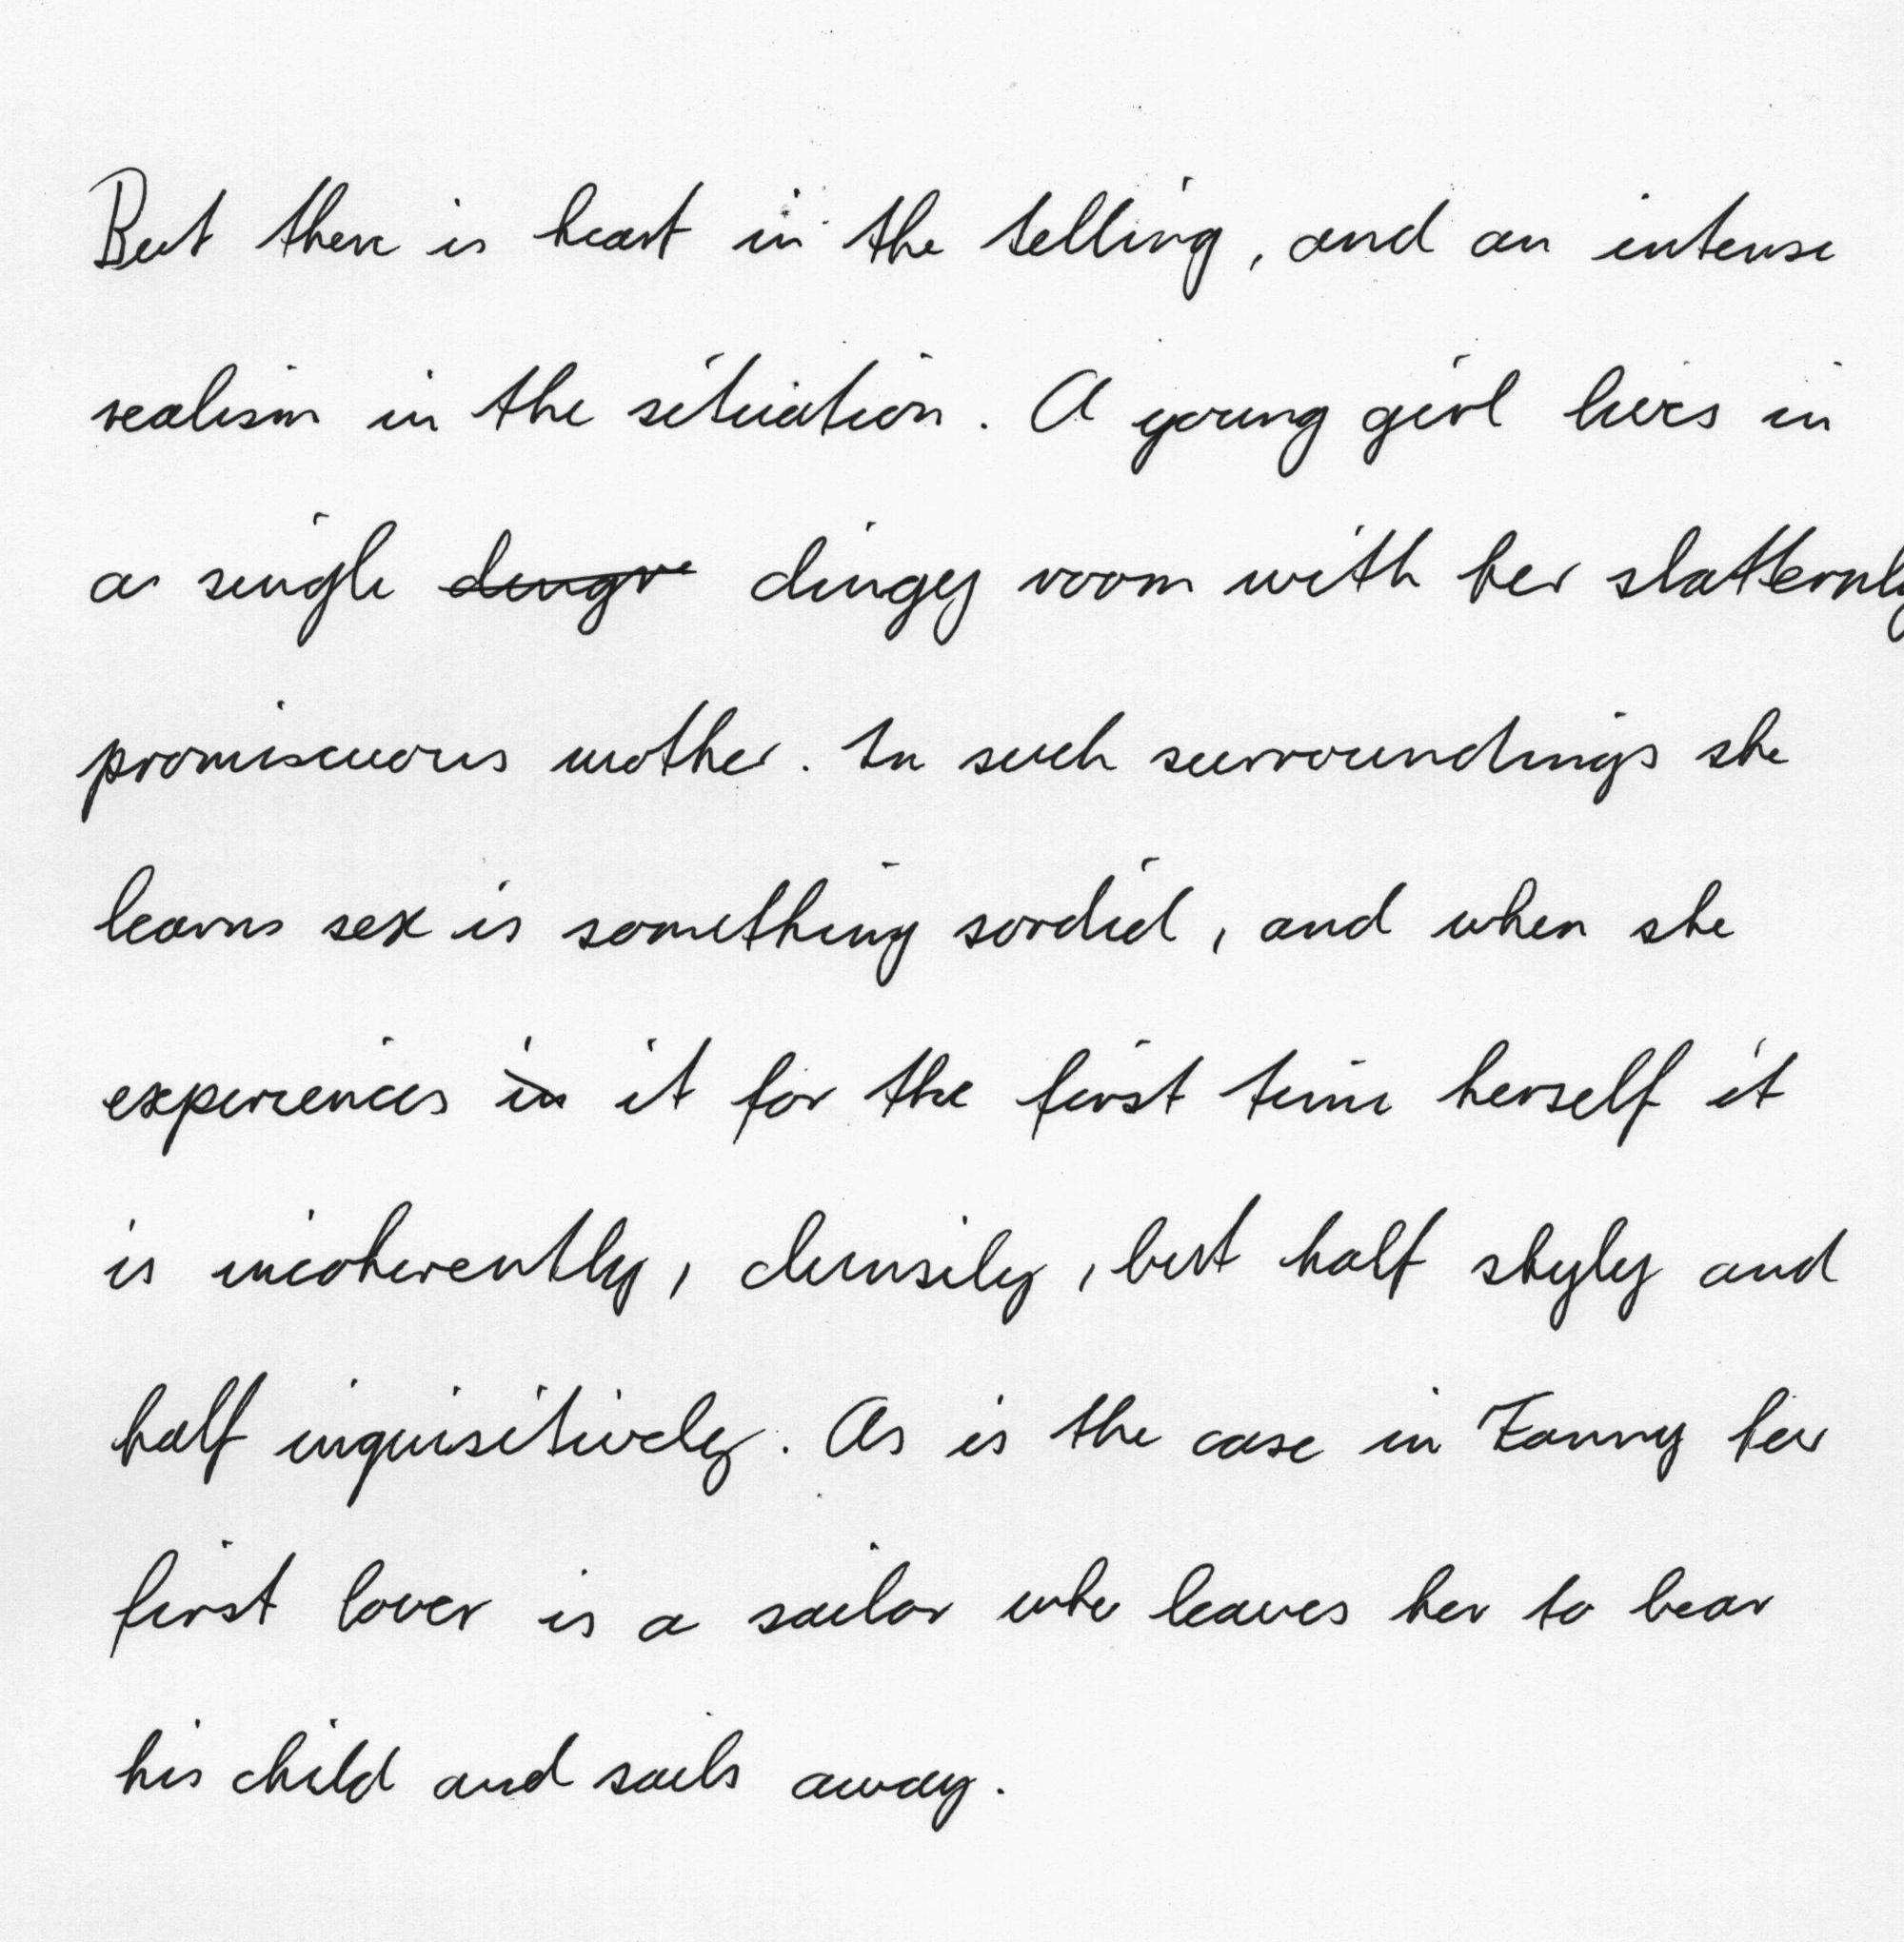 But there is heart in the telling, and an intense
realism in the situation. A young girl lives in
a single dingy room with her slatternly
promiscuous mother. In such surroundings she
learns sex is something sordid, and when she
experiences in it for the first time herself it
is incoherently, clumsily, but half shyly and
half inquisitively. As is the case in Fanny her
first lover is a sailor who leaves her to bear
his child and sails away.